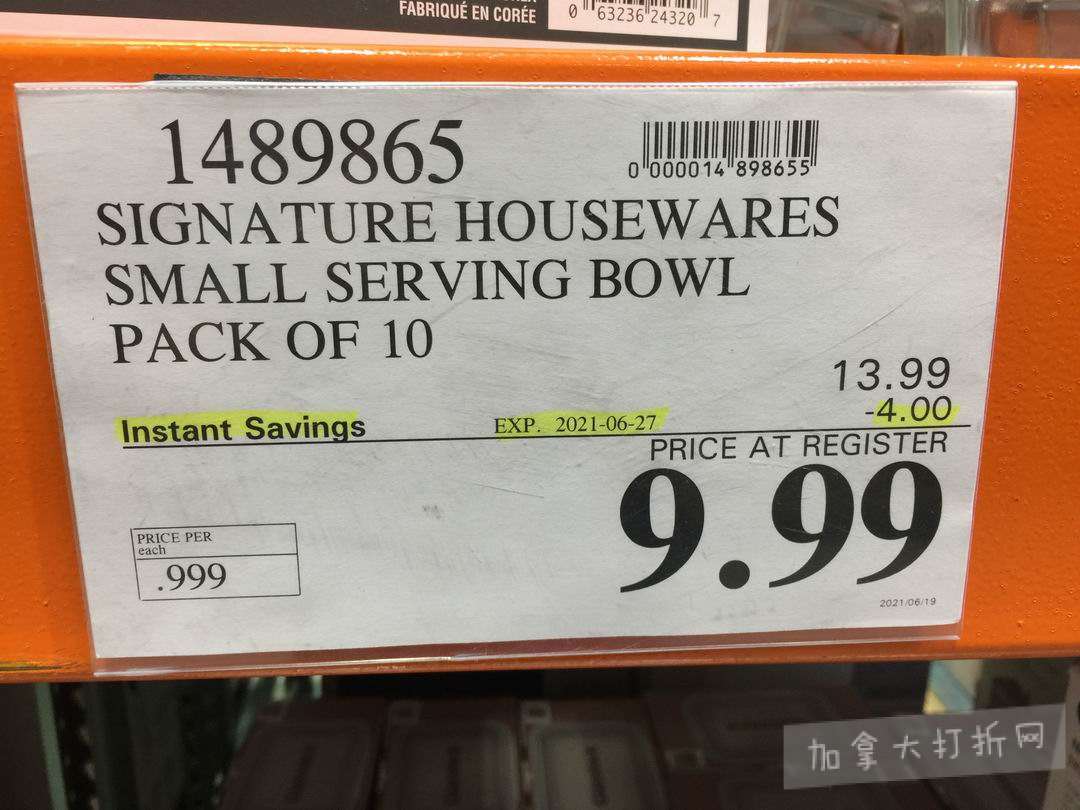 FABRIQUÉ EN CORÉE
0 63236 24320 7
1489865
0 000014 898655
SIGNATURE HOUSEWARES
SMALL SERVING BOWL
PACK OF 10
13.99
-4.00
Instant Savings EXP. 2021-06-27
PRICE AT REGISTER
9.99
PRICE PER
each
.999
2021/06/19
加拿大打折网